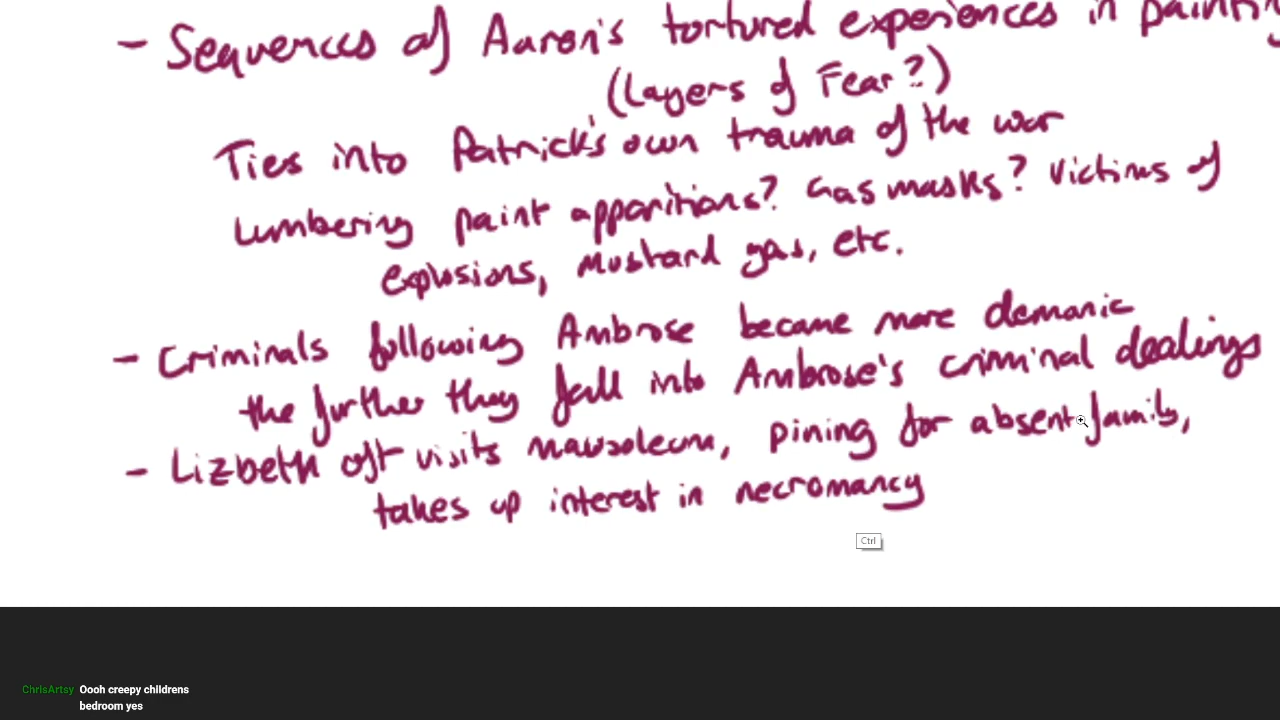 - Sequences of Aaron's tortured experiences in painting
(Layers of Fear?)
Ties into Patrick's own trauma of the war
Lumbering paint apparitions? Gas masks? Victims of
explosions, mustard gas, etc.
- Criminals following Ambrose became more demonic
the further they fall into Ambrose's criminal dealings
- Lizbeth oft visits mausoleum, pining for absent family,
takes up interest in necromancy
Ctrl
ChrisArtsy Oooh creepy childrens
bedroom yes